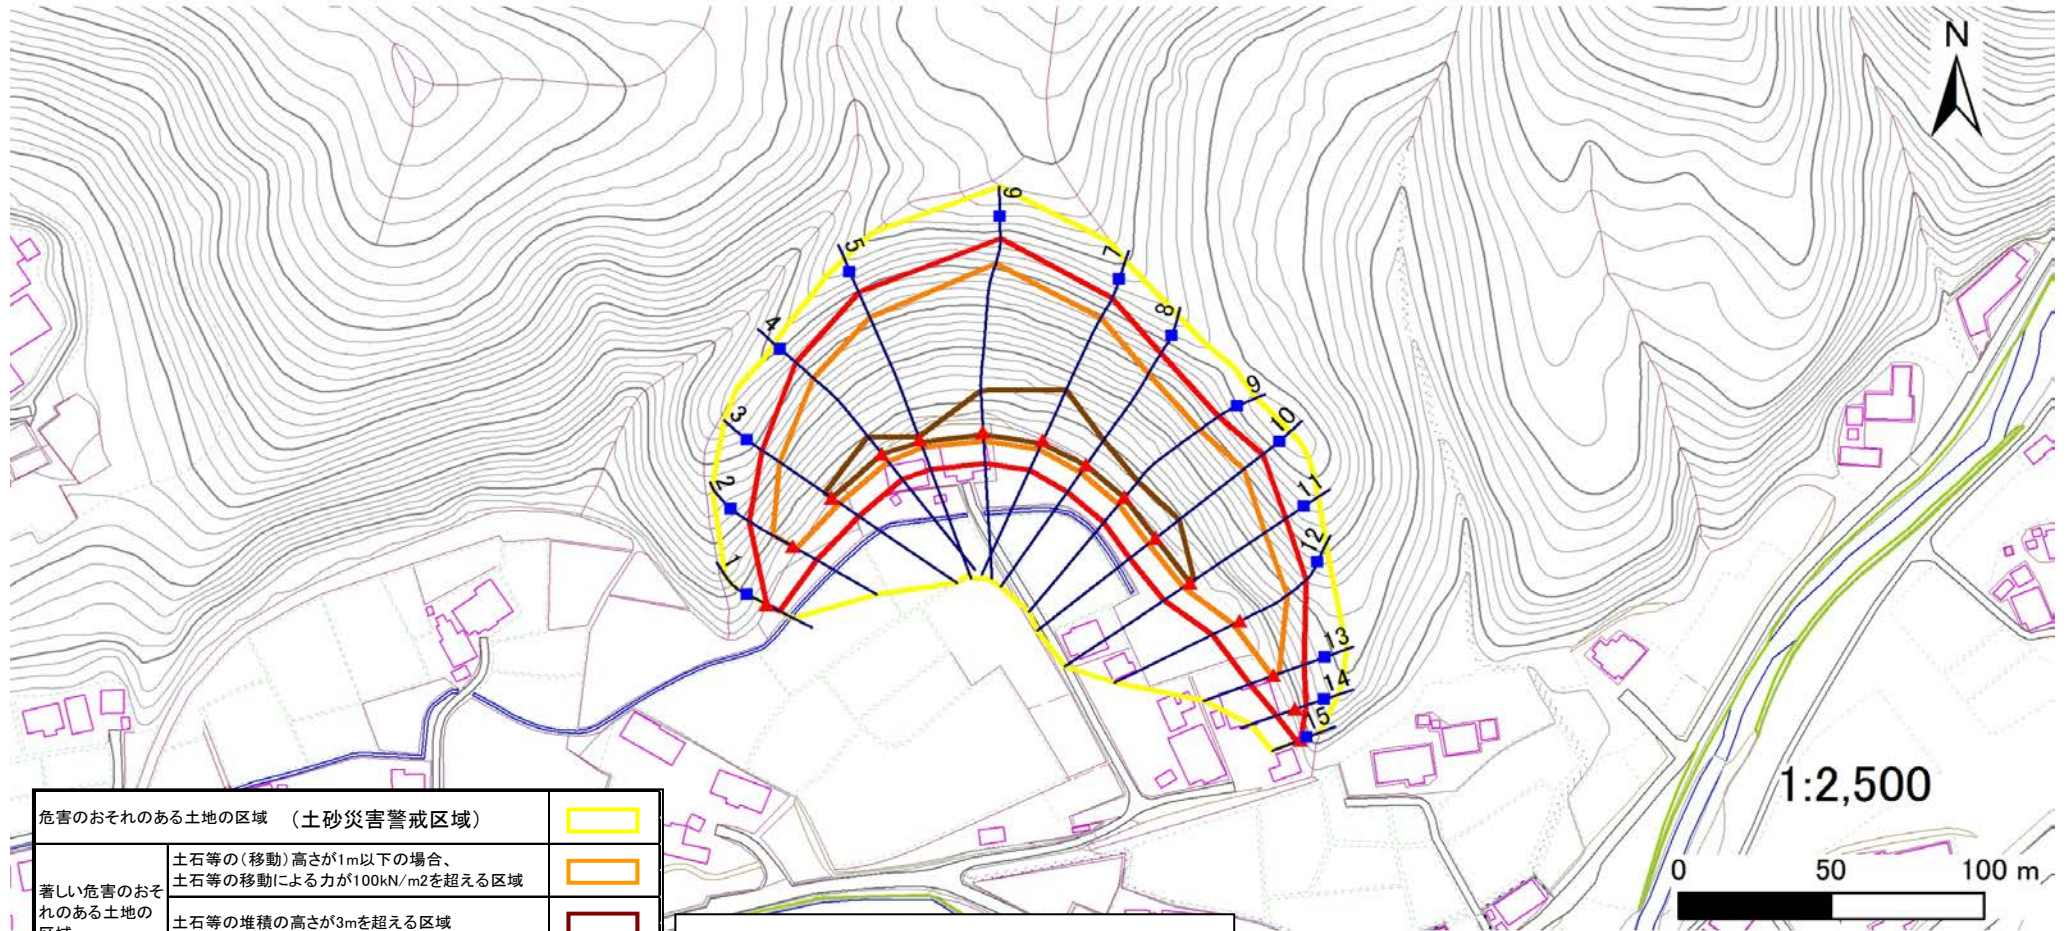 N
6
5
7
4
8
3
9
10
2
11
12
1
13
14
15
1:2,500
0 50 100 m
危害のおそれのある土地の区域 （土砂災害警戒区域）
土石等の（移動）高さが1m以下の場合、
土石等の移動による力が100kN/m2を超える区域
著しい危害のおそ
れのある土地の
土石等の堆積の高さが3mを超える区域
区域